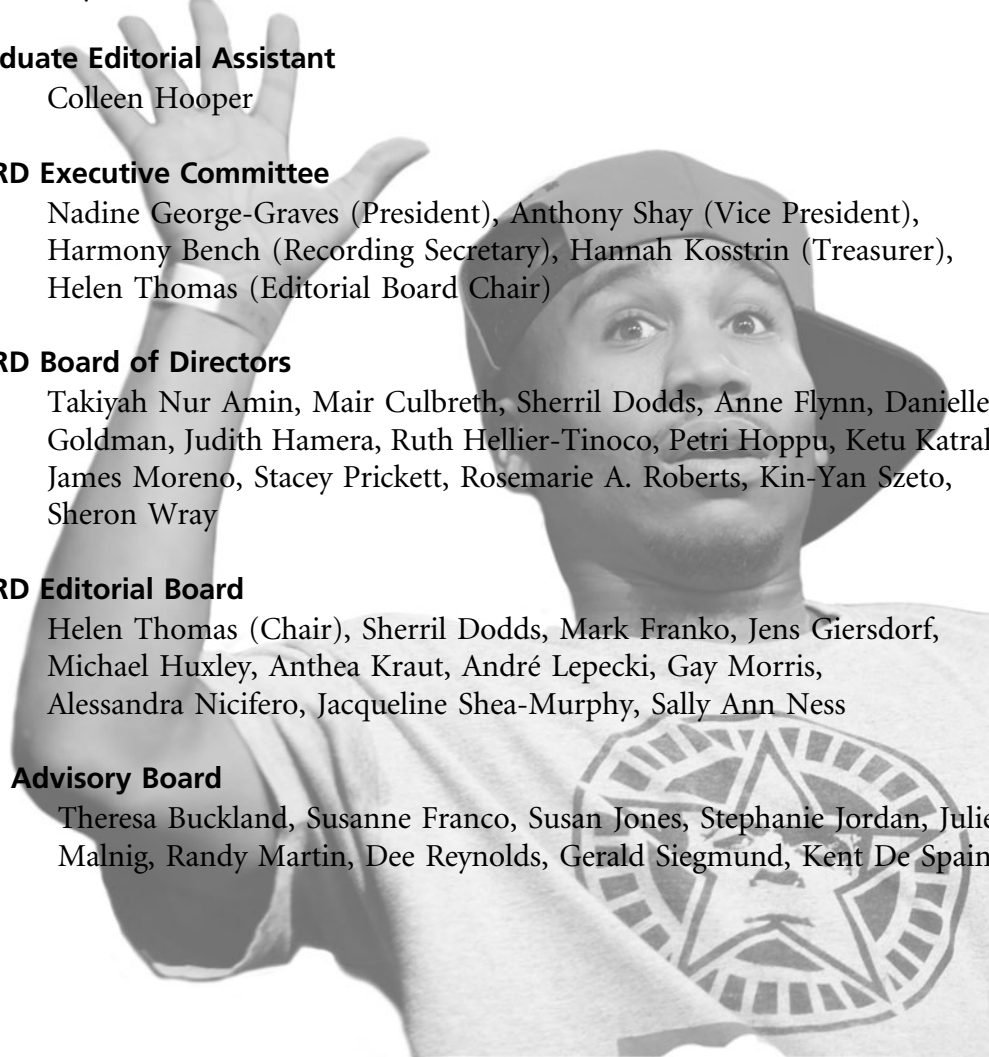 duate Editorial Assistant
Colleen Hooper
RD Executive Committee
Nadine George-Graves (President), Anthony Shay (Vice President),
Harmony Bench (Recording Secretary), Hannah Kosstrin (Treasurer),
Helen Thomas (Editorial Board Chair)
RD Board of Directors
Takiyah Nur Amin, Mair Culbreth, Sherril Dodds, Anne Flynn, Danielle
Goldman, Judith Hamera, Ruth Hellier-Tinoco, Petri Hoppu, Ketu Katrak
James Moreno, Stacey Prickett, Rosemarie A. Roberts, Kin-Yan Szeto,
Sheron Wray
RD Editorial Board
Helen Thomas (Chair), Sherril Dodds, Mark Franko, Jens Giersdorf,
Michael Huxley, Anthea Kraut, André Lepecki, Gay Morris,
Alessandra Nicifero, Jacqueline Shea-Murphy, Sally Ann Ness
Advisory Board
Theresa Buckland, Susanne Franco, Susan Jones, Stephanie Jordan, Julie
Malnig, Randy Martin, Dee Reynolds, Gerald Siegmund, Kent De Spain